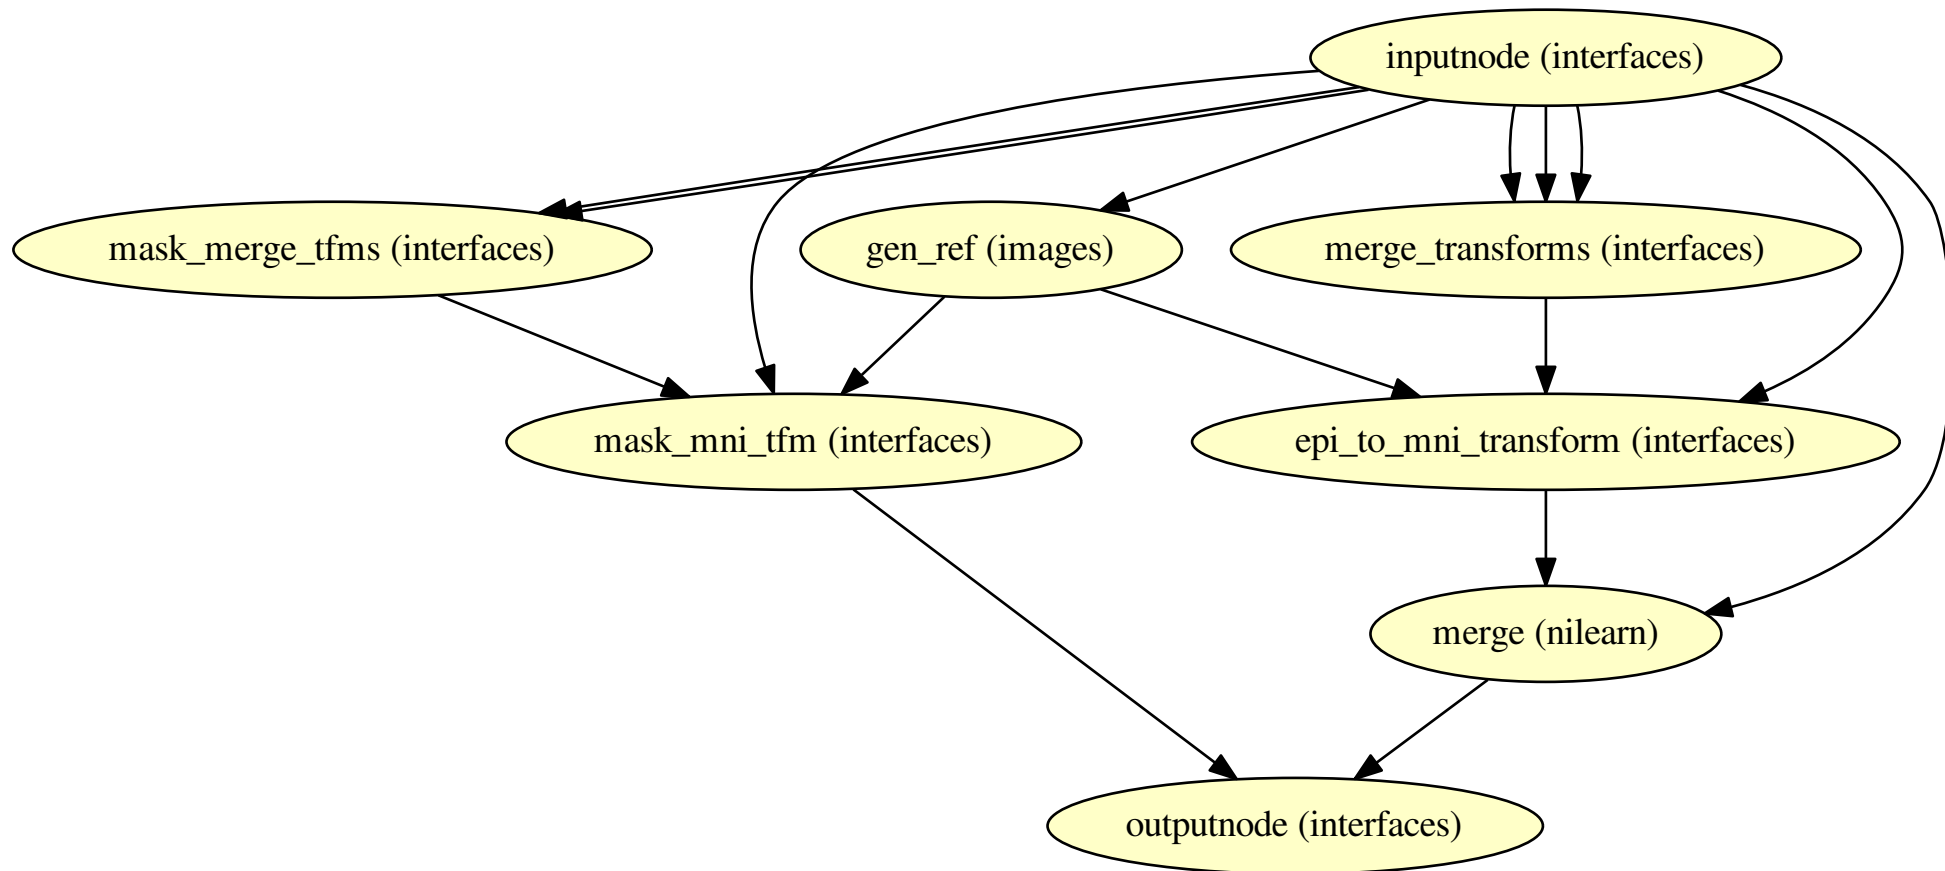 inputnode (interfaces)
mask_merge_tfms (interfaces)
gen_ref (images)
merge_transforms (interfaces)
mask_mni_tfm (interfaces)
epi_to_mni_transform (interfaces)
merge (nilearn)
outputnode (interfaces)